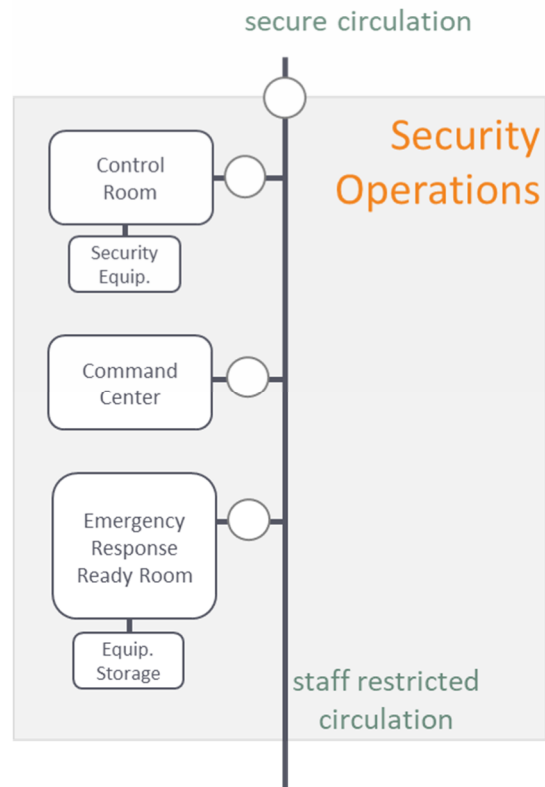 secure circulation
Security
Operations
Control
Room
Security
Equip.
Command
Center
Emergency
Response
Ready Room
Equip.
Storage
staff restricted
circulation